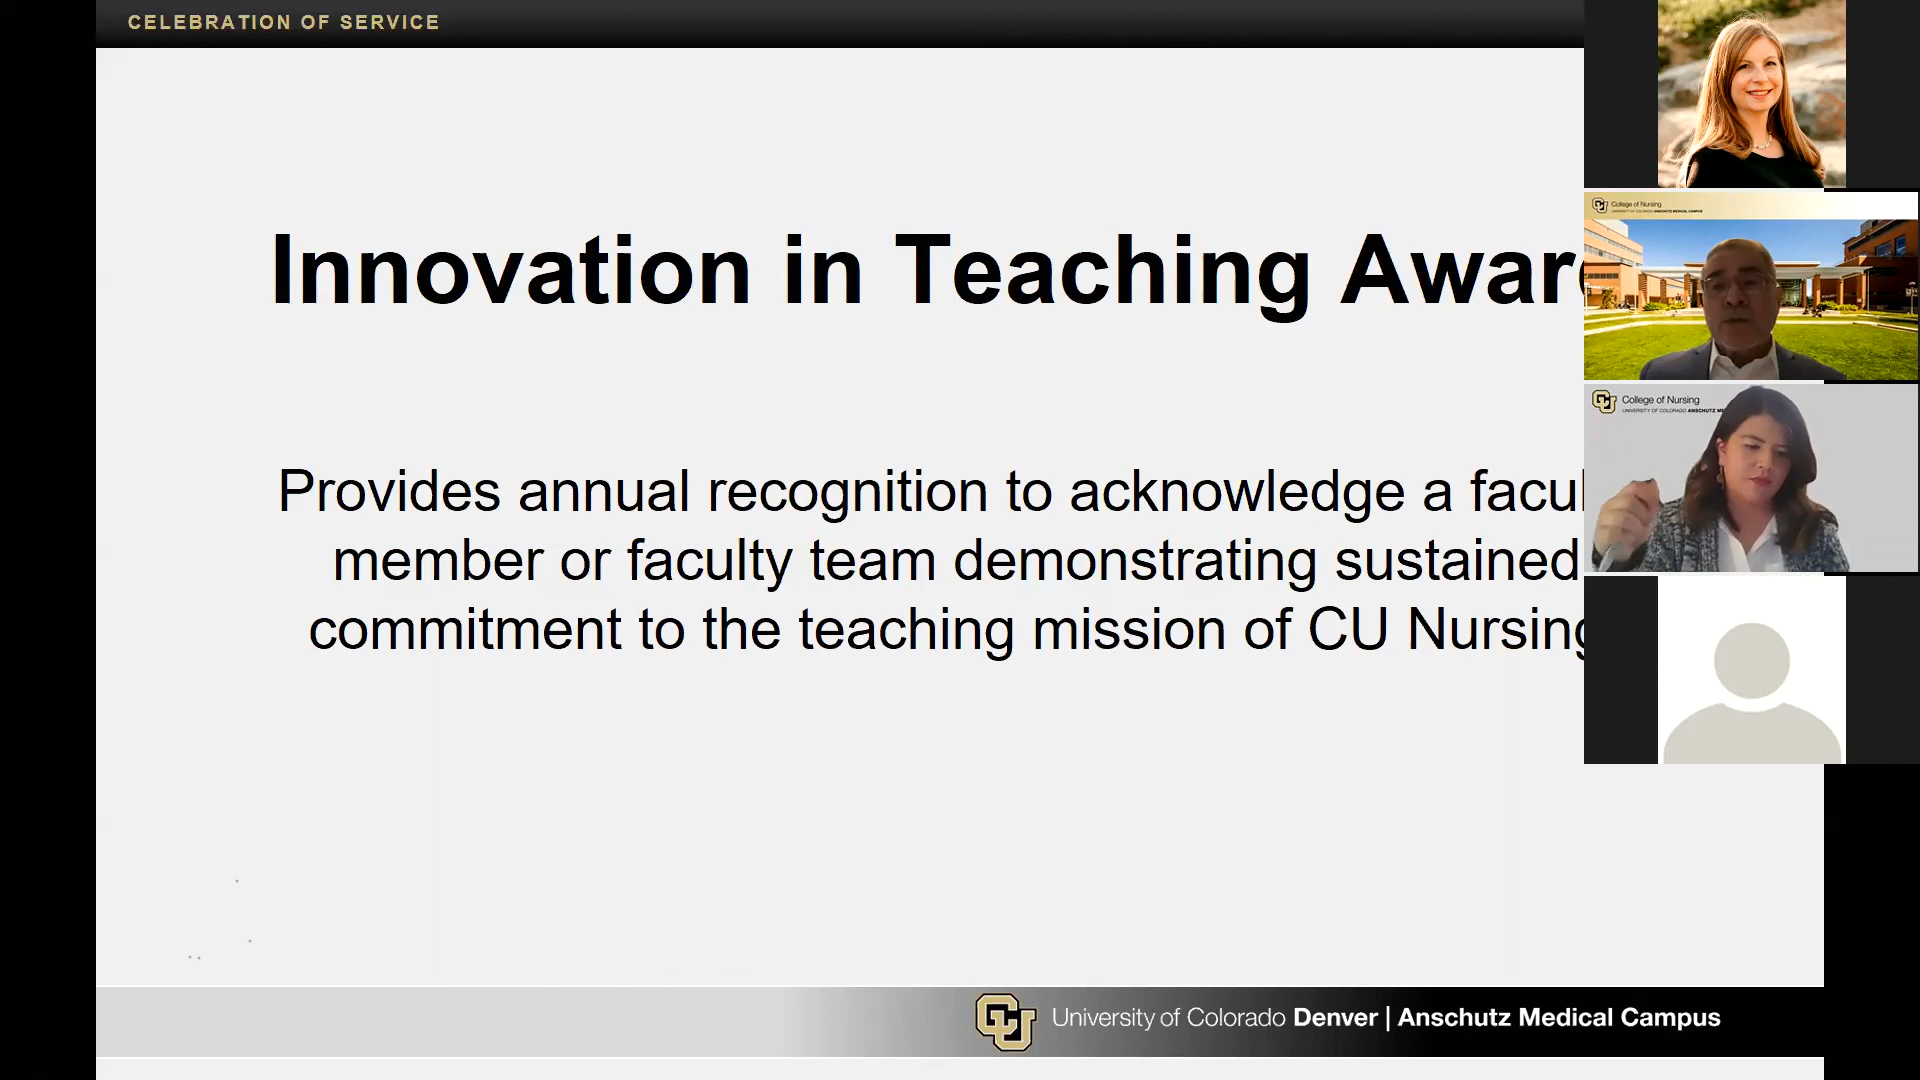 CELEBRATION OF SERVICE
Innovation in Teaching Awar
Provides annual recognition to acknowledge a facul
member or faculty team demonstrating sustained
commitment to the teaching mission of CU Nursing
College of Nursing
UNIVERSITY OF COLORADO ANSCHUTZ MEDICAL CAMPUS
College of Nursing
UNIVERSITY OF COLORADO ANSCHUTZ ME
University of Colorado Denver | Anschutz Medical Campus